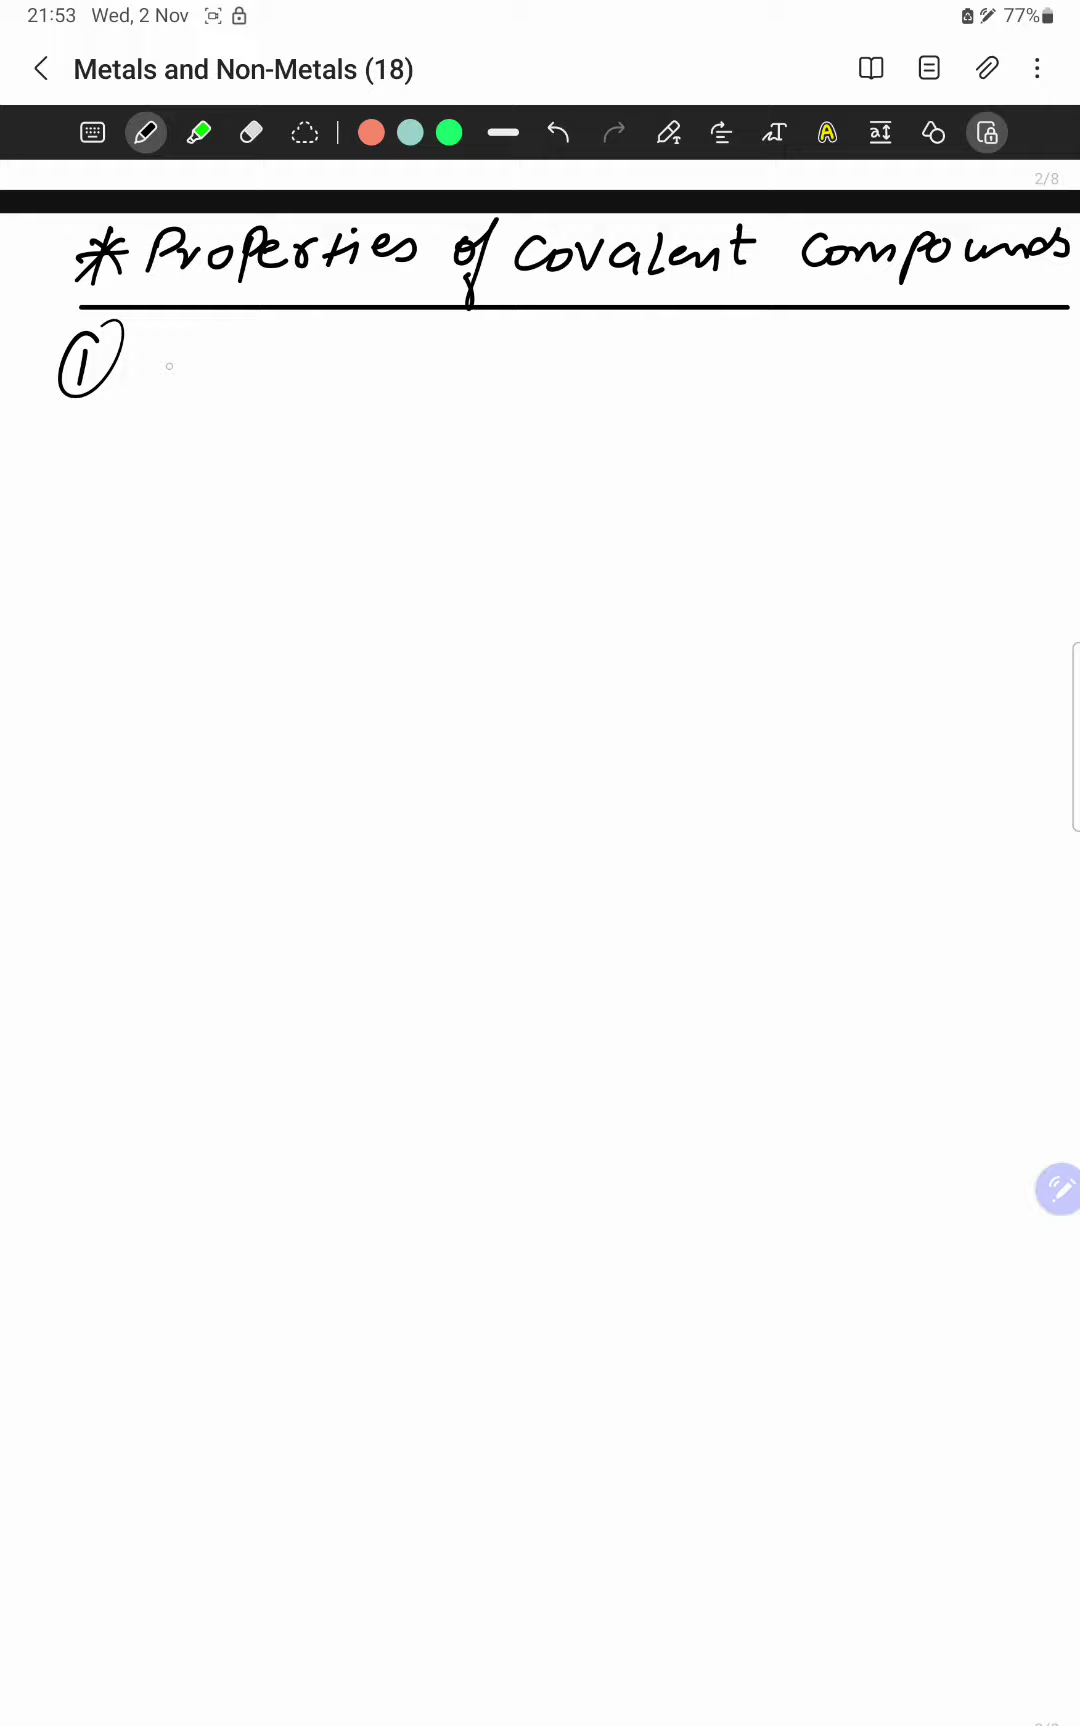 21:53 Wed, 2 Nov 77%
Metals and Non-Metals (18)
2/8
* Properties of Covalent Compounds
①